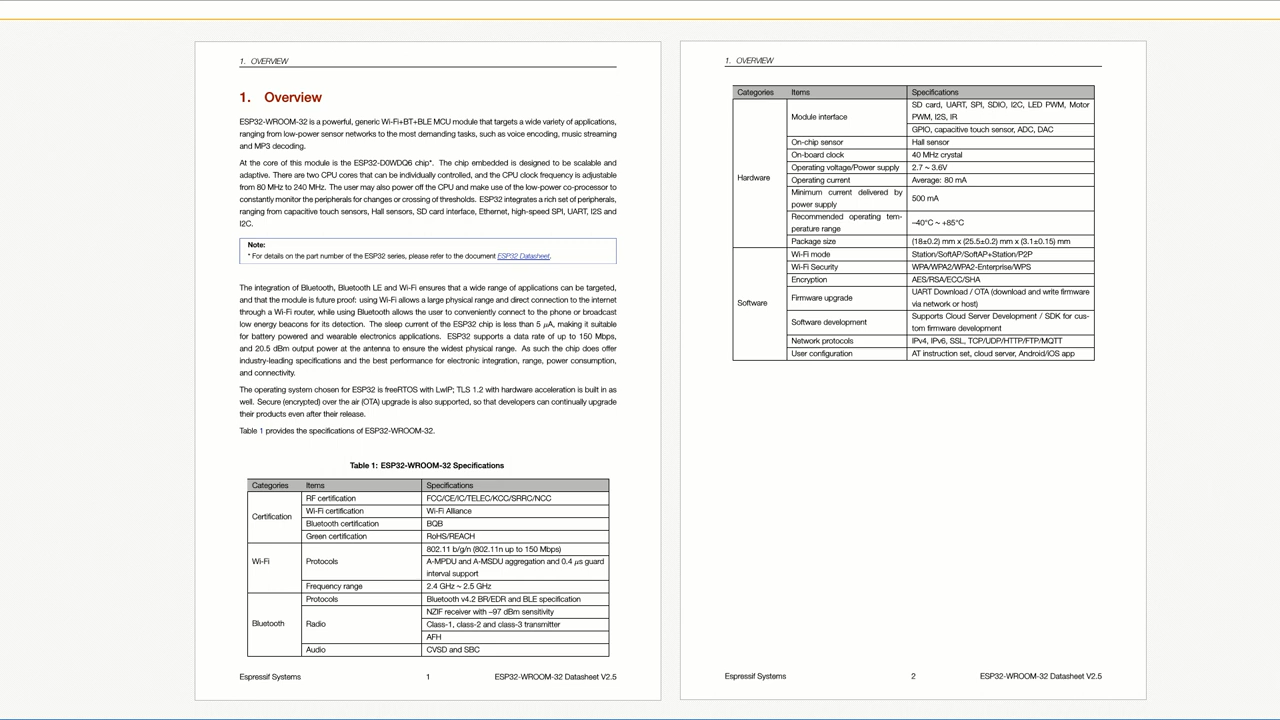 1. OVERVIEW
1. Overview
ESP32-WROOM-32 is a powerful, generic Wi-Fi+BT+BLE MCU module that targets a wide variety of applications,
ranging from low-power sensor networks to the most demanding tasks, such as voice encoding, music streaming
and MP3 decoding.
At the core of this module is the ESP32-D0WDQ6 chip*. The chip embedded is designed to be scalable and
adaptive. There are two CPU cores that can be individually controlled, and the CPU clock frequency is adjustable
from 80 MHz to 240 MHz. The user may also power off the CPU and make use of the low-power co-processor to
constantly monitor the peripherals for changes or crossing of thresholds. ESP32 integrates a rich set of peripherals,
ranging from capacitive touch sensors, Hall sensors, SD card interface, Ethernet, high-speed SPI, UART, I2S and
I2C.
Note:
* For details on the part number of the ESP32 series, please refer to the document ESP32 Datasheet.
The integration of Bluetooth, Bluetooth LE and Wi-Fi ensures that a wide range of applications can be targeted,
and that the module is future proof: using Wi-Fi allows a large physical range and direct connection to the internet
through a Wi-Fi router, while using Bluetooth allows the user to conveniently connect to the phone or broadcast
low energy beacons for its detection. The sleep current of the ESP32 chip is less than 5 μA, making it suitable
for battery powered and wearable electronics applications. ESP32 supports a data rate of up to 150 Mbps,
and 20.5 dBm output power at the antenna to ensure the widest physical range. As such the chip does offer
industry-leading specifications and the best performance for electronic integration, range, power consumption,
and connectivity.
The operating system chosen for ESP32 is freeRTOS with LwIP; TLS 1.2 with hardware acceleration is built in as
well. Secure (encrypted) over the air (OTA) upgrade is also supported, so that developers can continually upgrade
their products even after their release.
Table 1 provides the specifications of ESP32-WROOM-32.
Table 1: ESP32-WROOM-32 Specifications
Categories Items Specifications
Certification
RF certification FCC/CE/IC/TELEC/KCC/SRRC/NCC
Wi-Fi certification Wi-Fi Alliance
Bluetooth certification BQB
Green certification RoHS/REACH
Wi-Fi
Protocols
802.11 b/g/n (802.11n up to 150 Mbps)
A-MPDU and A-MSDU aggregation and 0.4 μs guard
interval support
Frequency range 2.4 GHz ~ 2.5 GHz
Bluetooth
Protocols Bluetooth v4.2 BR/EDR and BLE specification
Radio
NZIF receiver with –97 dBm sensitivity
Class-1, class-2 and class-3 transmitter
AFH
Audio CVSD and SBC
Espressif Systems 1 ESP32-WROOM-32 Datasheet V2.5
1. OVERVIEW
Categories Items Specifications
Hardware
Module interface
SD card, UART, SPI, SDIO, I2C, LED PWM, Motor
PWM, I2S, IR
GPIO, capacitive touch sensor, ADC, DAC
On-chip sensor Hall sensor
On-board clock 40 MHz crystal
Operating voltage/Power supply 2.7 ~ 3.6V
Operating current Average: 80 mA
Minimum current delivered by
power supply
500 mA
Recommended operating tem-
perature range
–40°C ~ +85°C
Package size (18±0.2) mm x (25.5±0.2) mm x (3.1±0.15) mm
Software
Wi-Fi mode Station/SoftAP/SoftAP+Station/P2P
Wi-Fi Security WPA/WPA2/WPA2-Enterprise/WPS
Encryption AES/RSA/ECC/SHA
Firmware upgrade
UART Download / OTA (download and write firmware
via network or host)
Software development
Supports Cloud Server Development / SDK for cus-
tom firmware development
Network protocols IPv4, IPv6, SSL, TCP/UDP/HTTP/FTP/MQTT
User configuration AT instruction set, cloud server, Android/iOS app
Espressif Systems 2 ESP32-WROOM-32 Datasheet V2.5